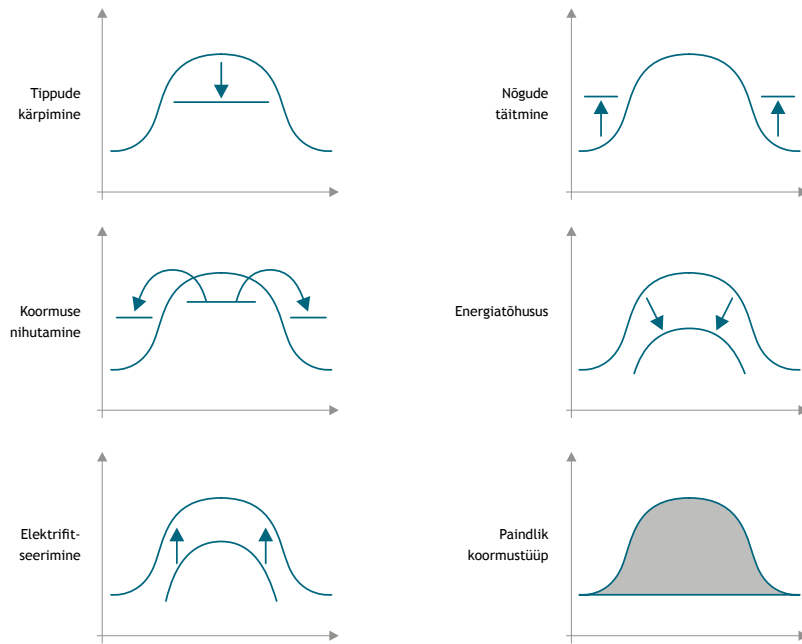 Tippude
kärpimine
Nõgude
täitmine
Koormuse
nihutamine
Energiatõhusus
Elektrifit-
seerimine
Paindlik
koormustüüp